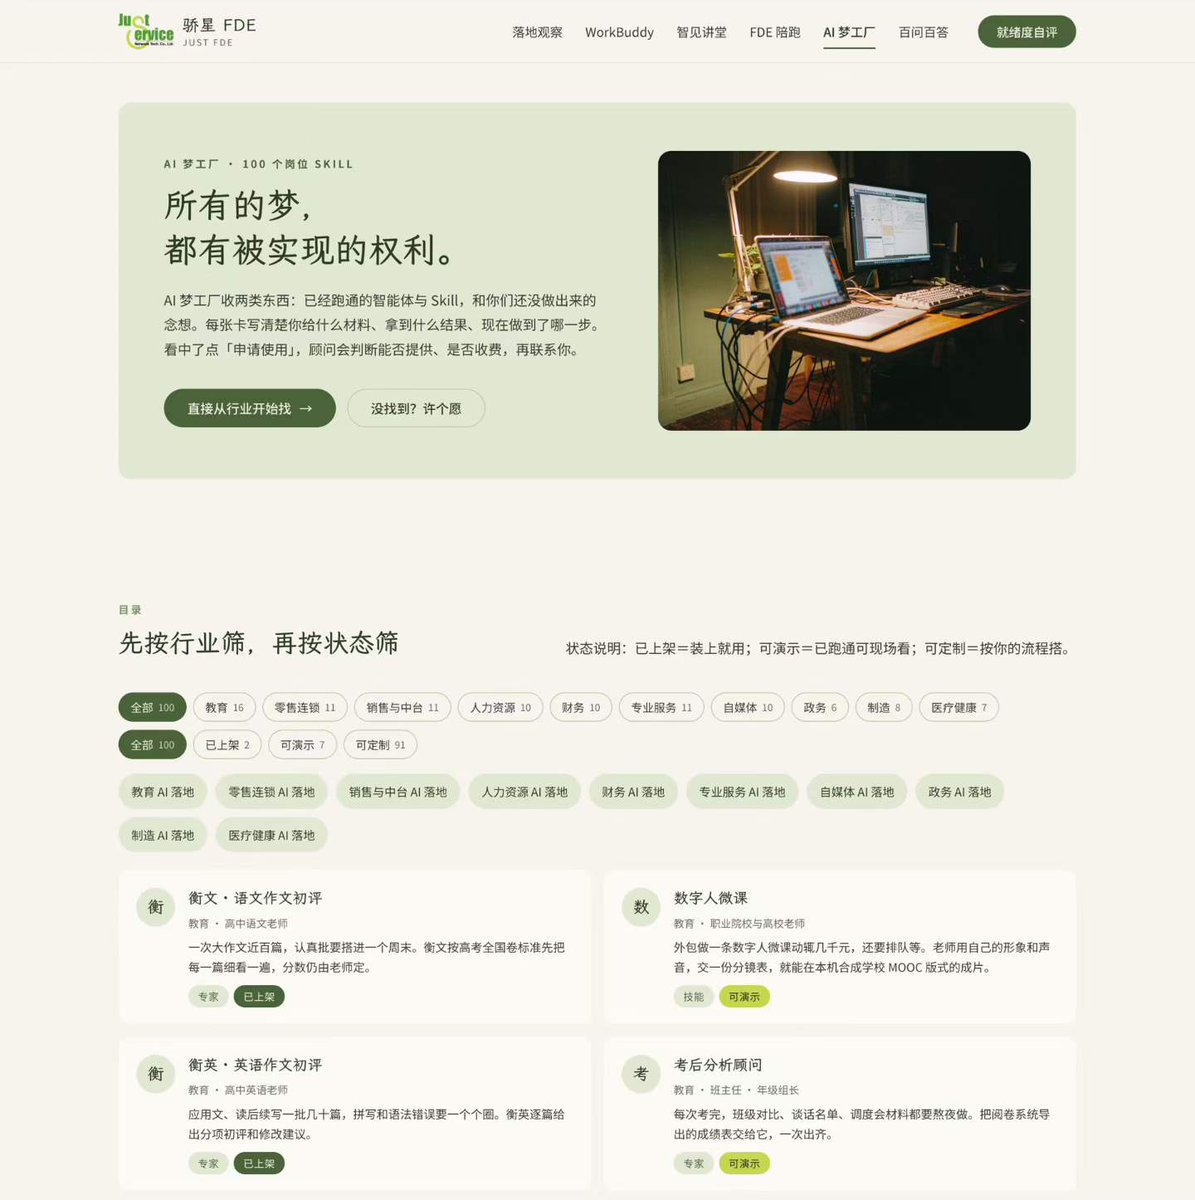 Just Service
Network Tech. Co., Ltd.
骄星 FDE
JUST FDE
落地观察
WorkBuddy
智见讲堂
FDE 陪跑
AI 梦工厂
百问百答
就绪度自评
AI 梦工厂 · 100 个岗位 SKILL
所有的梦,
都有被实现的权利。
AI 梦工厂收两类东西：已经跑通的智能体与 Skill，和你们还没做出来的
念想。每张卡写清楚你给什么材料、拿到什么结果、现在做到了哪一步。
看中了点「申请使用」，顾问会判断能否提供、是否收费，再联系你。
直接从行业开始找 →
没找到？许个愿
目录
先按行业筛，再按状态筛
状态说明：已上架＝装上就用；可演示＝已跑通可现场看；可定制＝按你的流程搭。
全部 100
教育 16
零售连锁 11
销售与中台 11
人力资源 10
财务 10
专业服务 11
自媒体 10
政务 6
制造 8
医疗健康 7
全部 100
已上架 2
可演示 7
可定制 91
教育 AI 落地
零售连锁 AI 落地
销售与中台 AI 落地
人力资源 AI 落地
财务 AI 落地
专业服务 AI 落地
自媒体 AI 落地
政务 AI 落地
制造 AI 落地
医疗健康 AI 落地
衡
衡文·语文作文初评
教育 · 高中语文老师
一次大作文近百篇，认真批要搭进一个周末。衡文按高考全国卷标准先把
每一篇细看一遍，分数仍由老师定。
专家
已上架
数
数字人微课
教育 · 职业院校与高校老师
外包做一条数字人微课动辄几千元，还要排队等。老师用自己的形象和声
音，交一份分镜表，就能在本机合成学校 MOOC 版式的成片。
技能
可演示
衡
衡英·英语作文初评
教育 · 高中英语老师
应用文、读后续写一批几十篇，拼写和语法错误要一个个圈。衡英逐篇给
出分项初评和修改建议。
专家
已上架
考
考后分析顾问
教育 · 班主任 · 年级组长
每次考完，班级对比、谈话名单、调度会材料都要熬夜做。把阅卷系统导
出的成绩表交给它，一次出齐。
专家
可演示